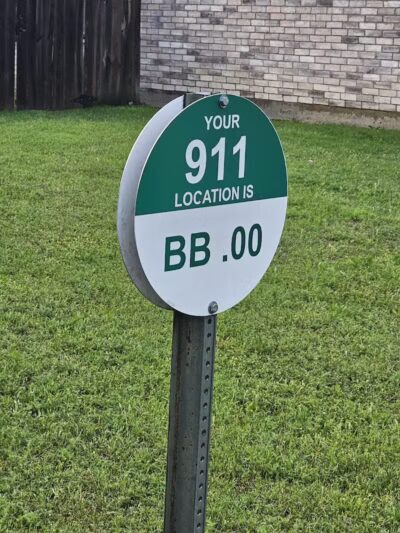 YOUR
911
LOCATION IS
BB .00